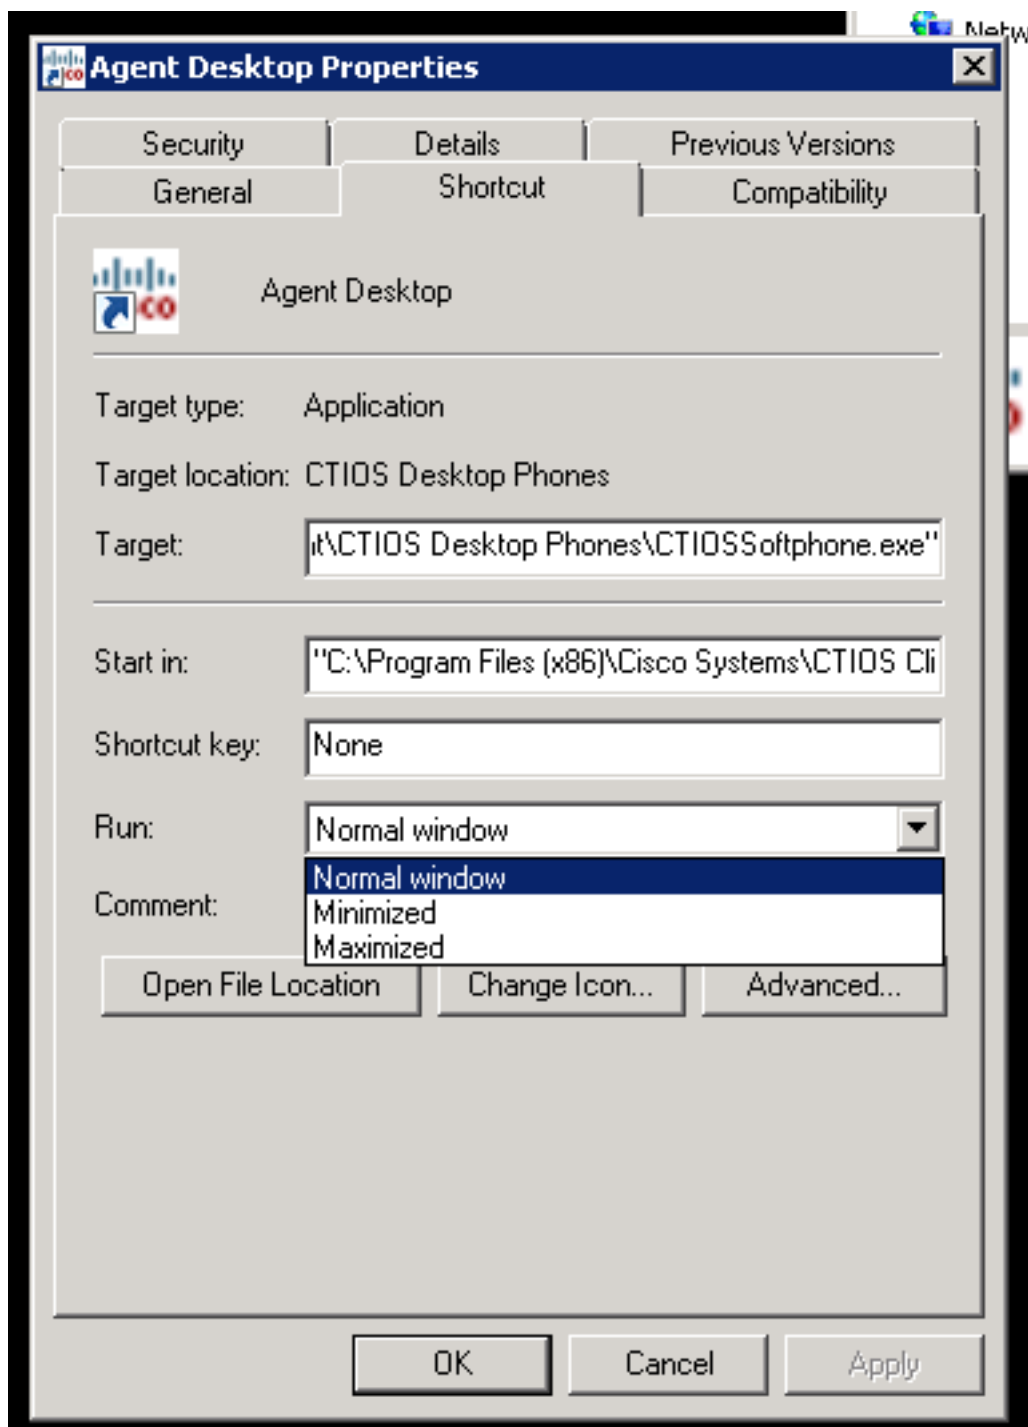 Agent Desktop Properties
Security Details Previous Versions
General Shortcut Compatibility
co Agent Desktop
Target type: Application
Target location: CTIOS Desktop Phones
Target: t\CTIOS Desktop Phones\CTIOSSoftphone.exe"
Start in: "C:\Program Files (x86)\Cisco Systems\CTIOS Cli
Shortcut key: None
Run: Normal window
Normal window
Comment: Minimized
Maximized
Open File Location Change Icon... Advanced...
OK Cancel Apply